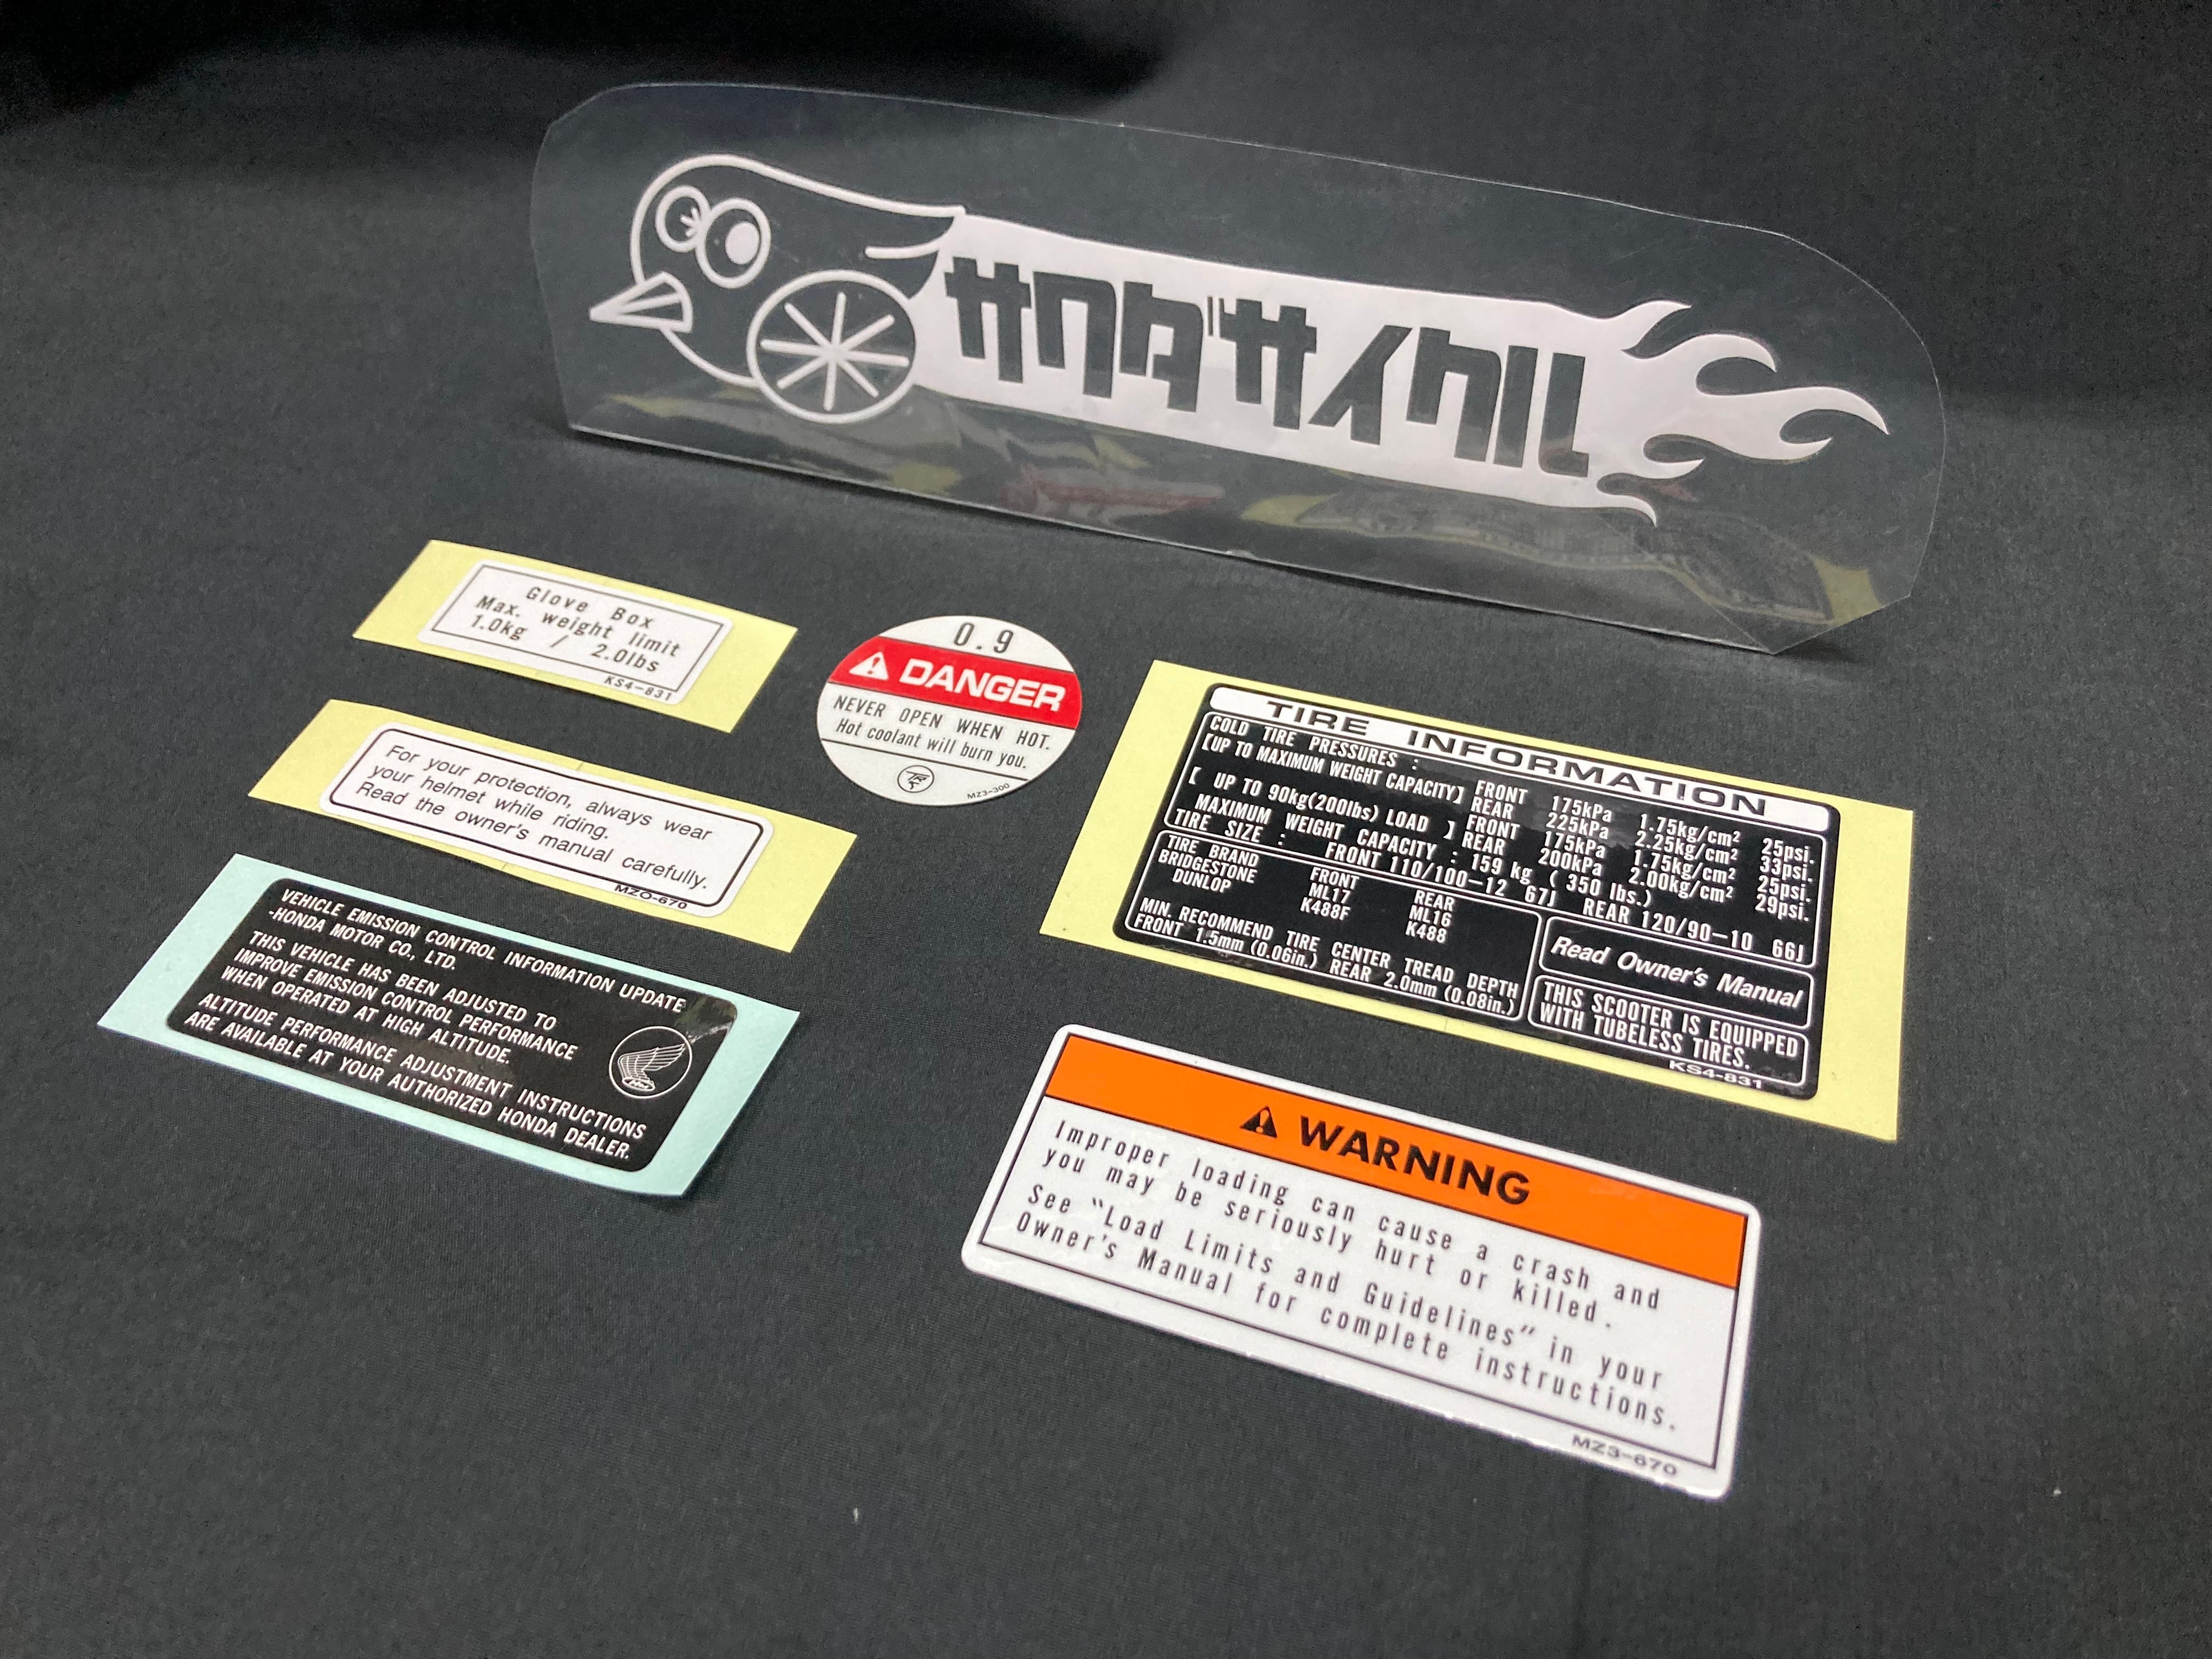 サワダサイクル
Glove Box
Max. weight limit
1.0kg / 2.0lbs
KS4-831
0.9
DANGER
NEVER OPEN WHEN HOT.
Hot coolant will burn you.
MZ3-300
For your protection, always wear
your helmet while riding.
Read the owner's manual carefully.
MZ0-670
VEHICLE EMISSION CONTROL INFORMATION UPDATE
-HONDA MOTOR CO., LTD.
THIS VEHICLE HAS BEEN ADJUSTED TO
IMPROVE EMISSION CONTROL PERFORMANCE
WHEN OPERATED AT HIGH ALTITUDE.
ALTITUDE PERFORMANCE ADJUSTMENT INSTRUCTIONS
ARE AVAILABLE AT YOUR AUTHORIZED HONDA DEALER.
TIRE INFORMATION
COLD TIRE PRESSURES :
[UP TO MAXIMUM WEIGHT CAPACITY] FRONT 175kPa 1.75kg/cm² 25psi.
REAR 225kPa 2.25kg/cm² 33psi.
[ UP TO 90kg(200lbs) LOAD ] FRONT 175kPa 1.75kg/cm² 25psi.
REAR 200kPa 2.00kg/cm² 29psi.
MAXIMUM WEIGHT CAPACITY : 159 kg ( 350 lbs.)
TIRE SIZE : FRONT 110/100-12 67J REAR 120/90-10 66J
TIRE BRAND FRONT REAR
BRIDGESTONE ML17 ML16
DUNLOP K488F K488
MIN. RECOMMEND TIRE CENTER TREAD DEPTH
FRONT 1.5mm (0.06in.) REAR 2.0mm (0.08in.)
Read Owner's Manual
THIS SCOOTER IS EQUIPPED
WITH TUBELESS TIRES.
KS4-831
WARNING
Improper loading can cause a crash and
you may be seriously hurt or killed.
See "Load Limits and Guidelines" in your
Owner's Manual for complete instructions.
MZ3-670